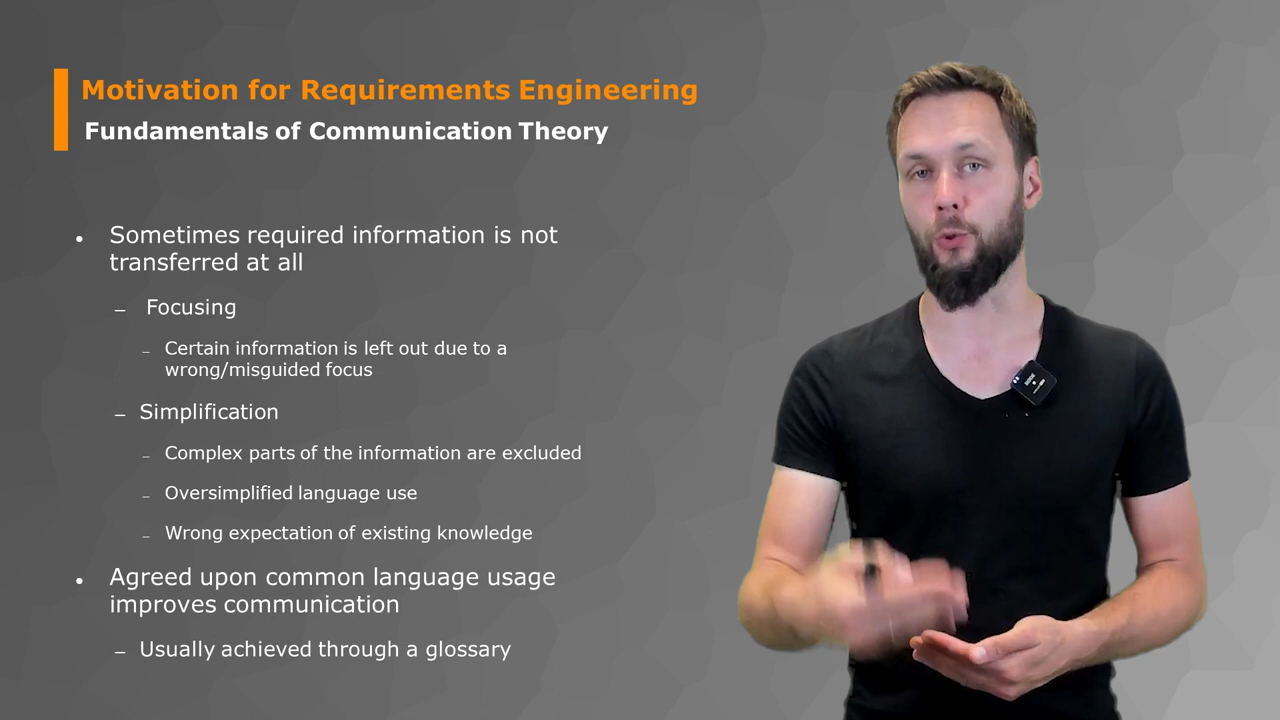 Motivation for Requirements Engineering
Fundamentals of Communication Theory
• Sometimes required information is not
transferred at all
– Focusing
– Certain information is left out due to a
wrong/misguided focus
– Simplification
– Complex parts of the information are excluded
– Oversimplified language use
– Wrong expectation of existing knowledge
• Agreed upon common language usage
improves communication
– Usually achieved through a glossary